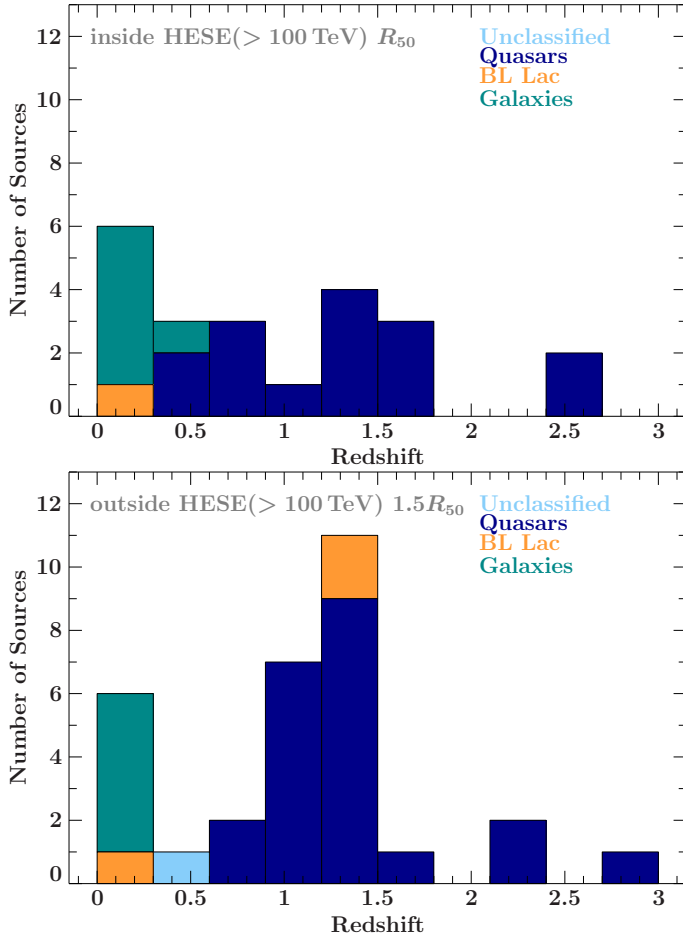 inside HESE(> 100 TeV) R50
Unclassified
Quasars
BL Lac
Galaxies
Number of Sources
12
10
8
6
4
2
0
0 0.5 1 1.5 2 2.5 3
Redshift
outside HESE(> 100 TeV) 1.5R50
Unclassified
Quasars
BL Lac
Galaxies
Number of Sources
12
10
8
6
4
2
0
0 0.5 1 1.5 2 2.5 3
Redshift